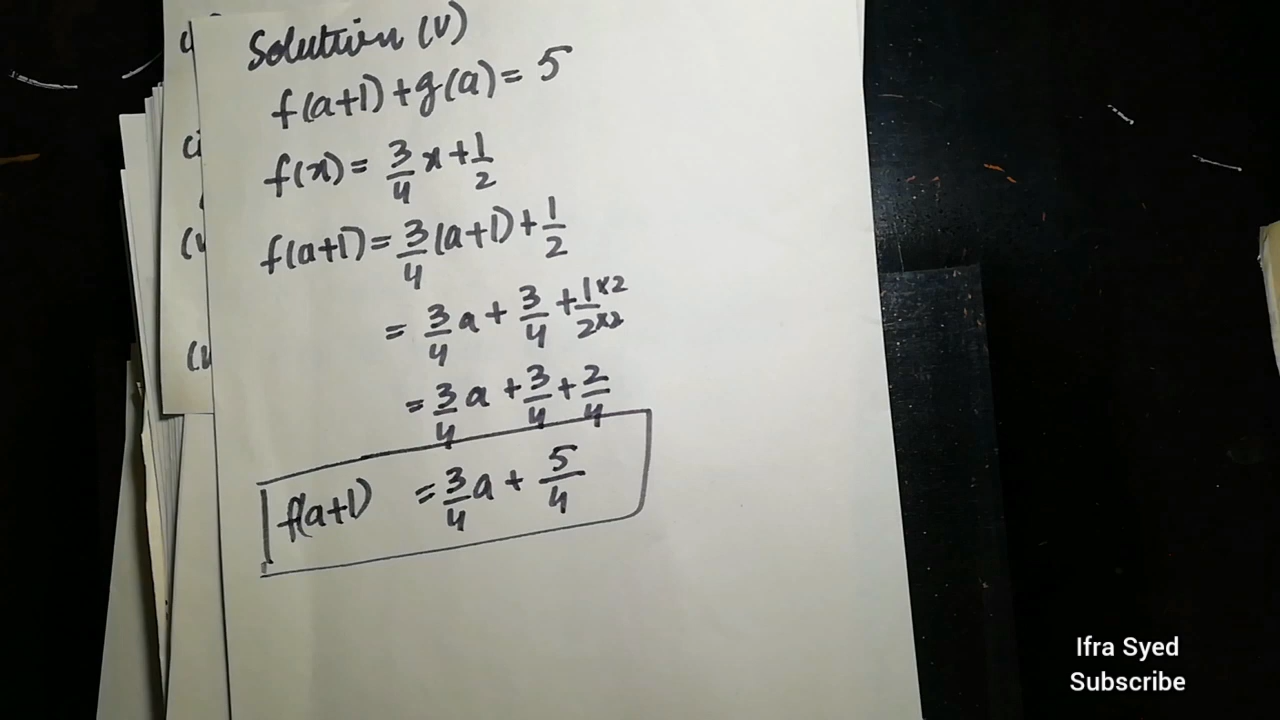 Solution (V)
f(a+1)+g(a)= 5
f(x)= 3/4 x+1/2
f(a+1)= 3/4 (a+1)+1/2
= 3/4 a + 3/4 + 1×2/2×2
= 3/4 a + 3/4 + 2/4
f(a+1) = 3/4 a + 5/4
Ifra Syed
Subscribe